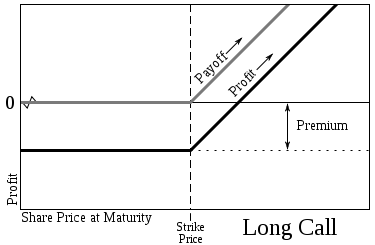 Payoff
Profit
0
Premium
Profit
Share Price at Maturity
Strike
Price
Long Call